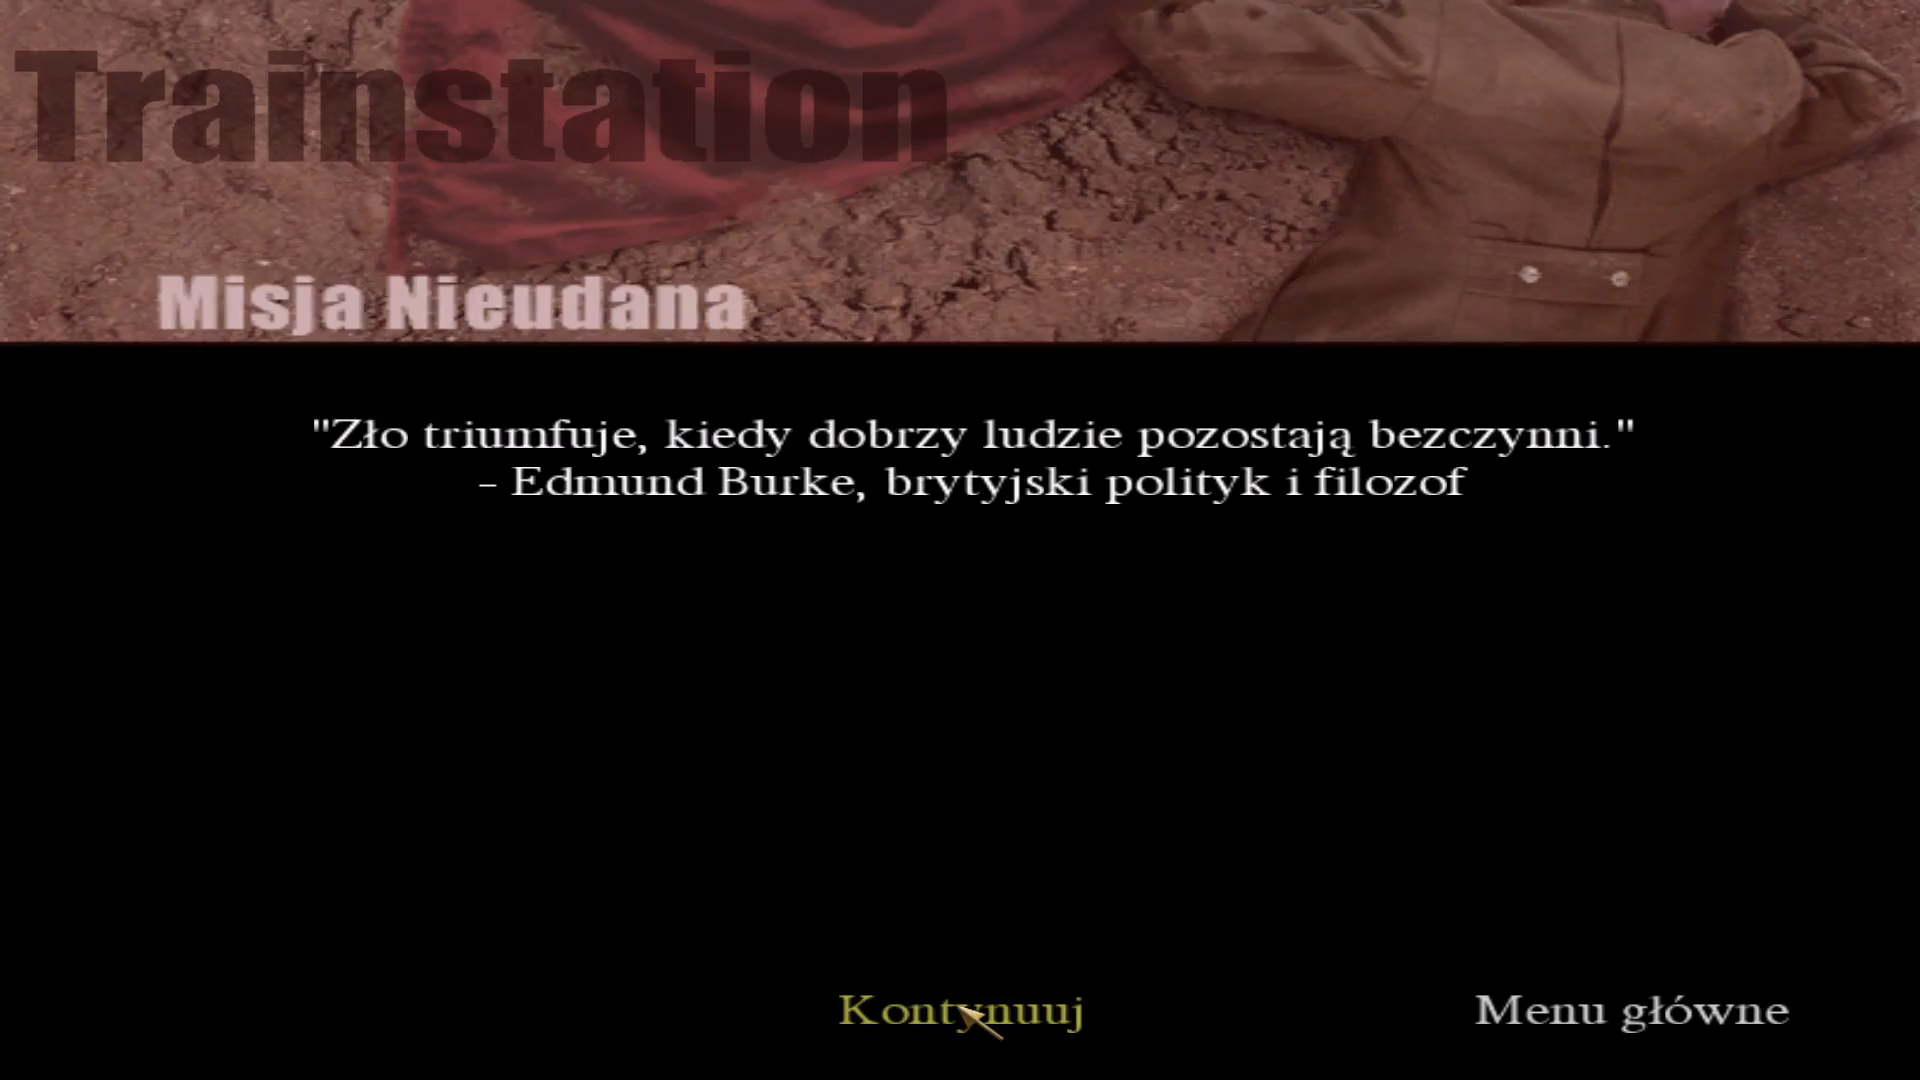 Trainstation
Misja Nieudana
"Zło triumfuje, kiedy dobrzy ludzie pozostają bezczynni."
– Edmund Burke, brytyjski polityk i filozof
Kontynuuj
Menu główne